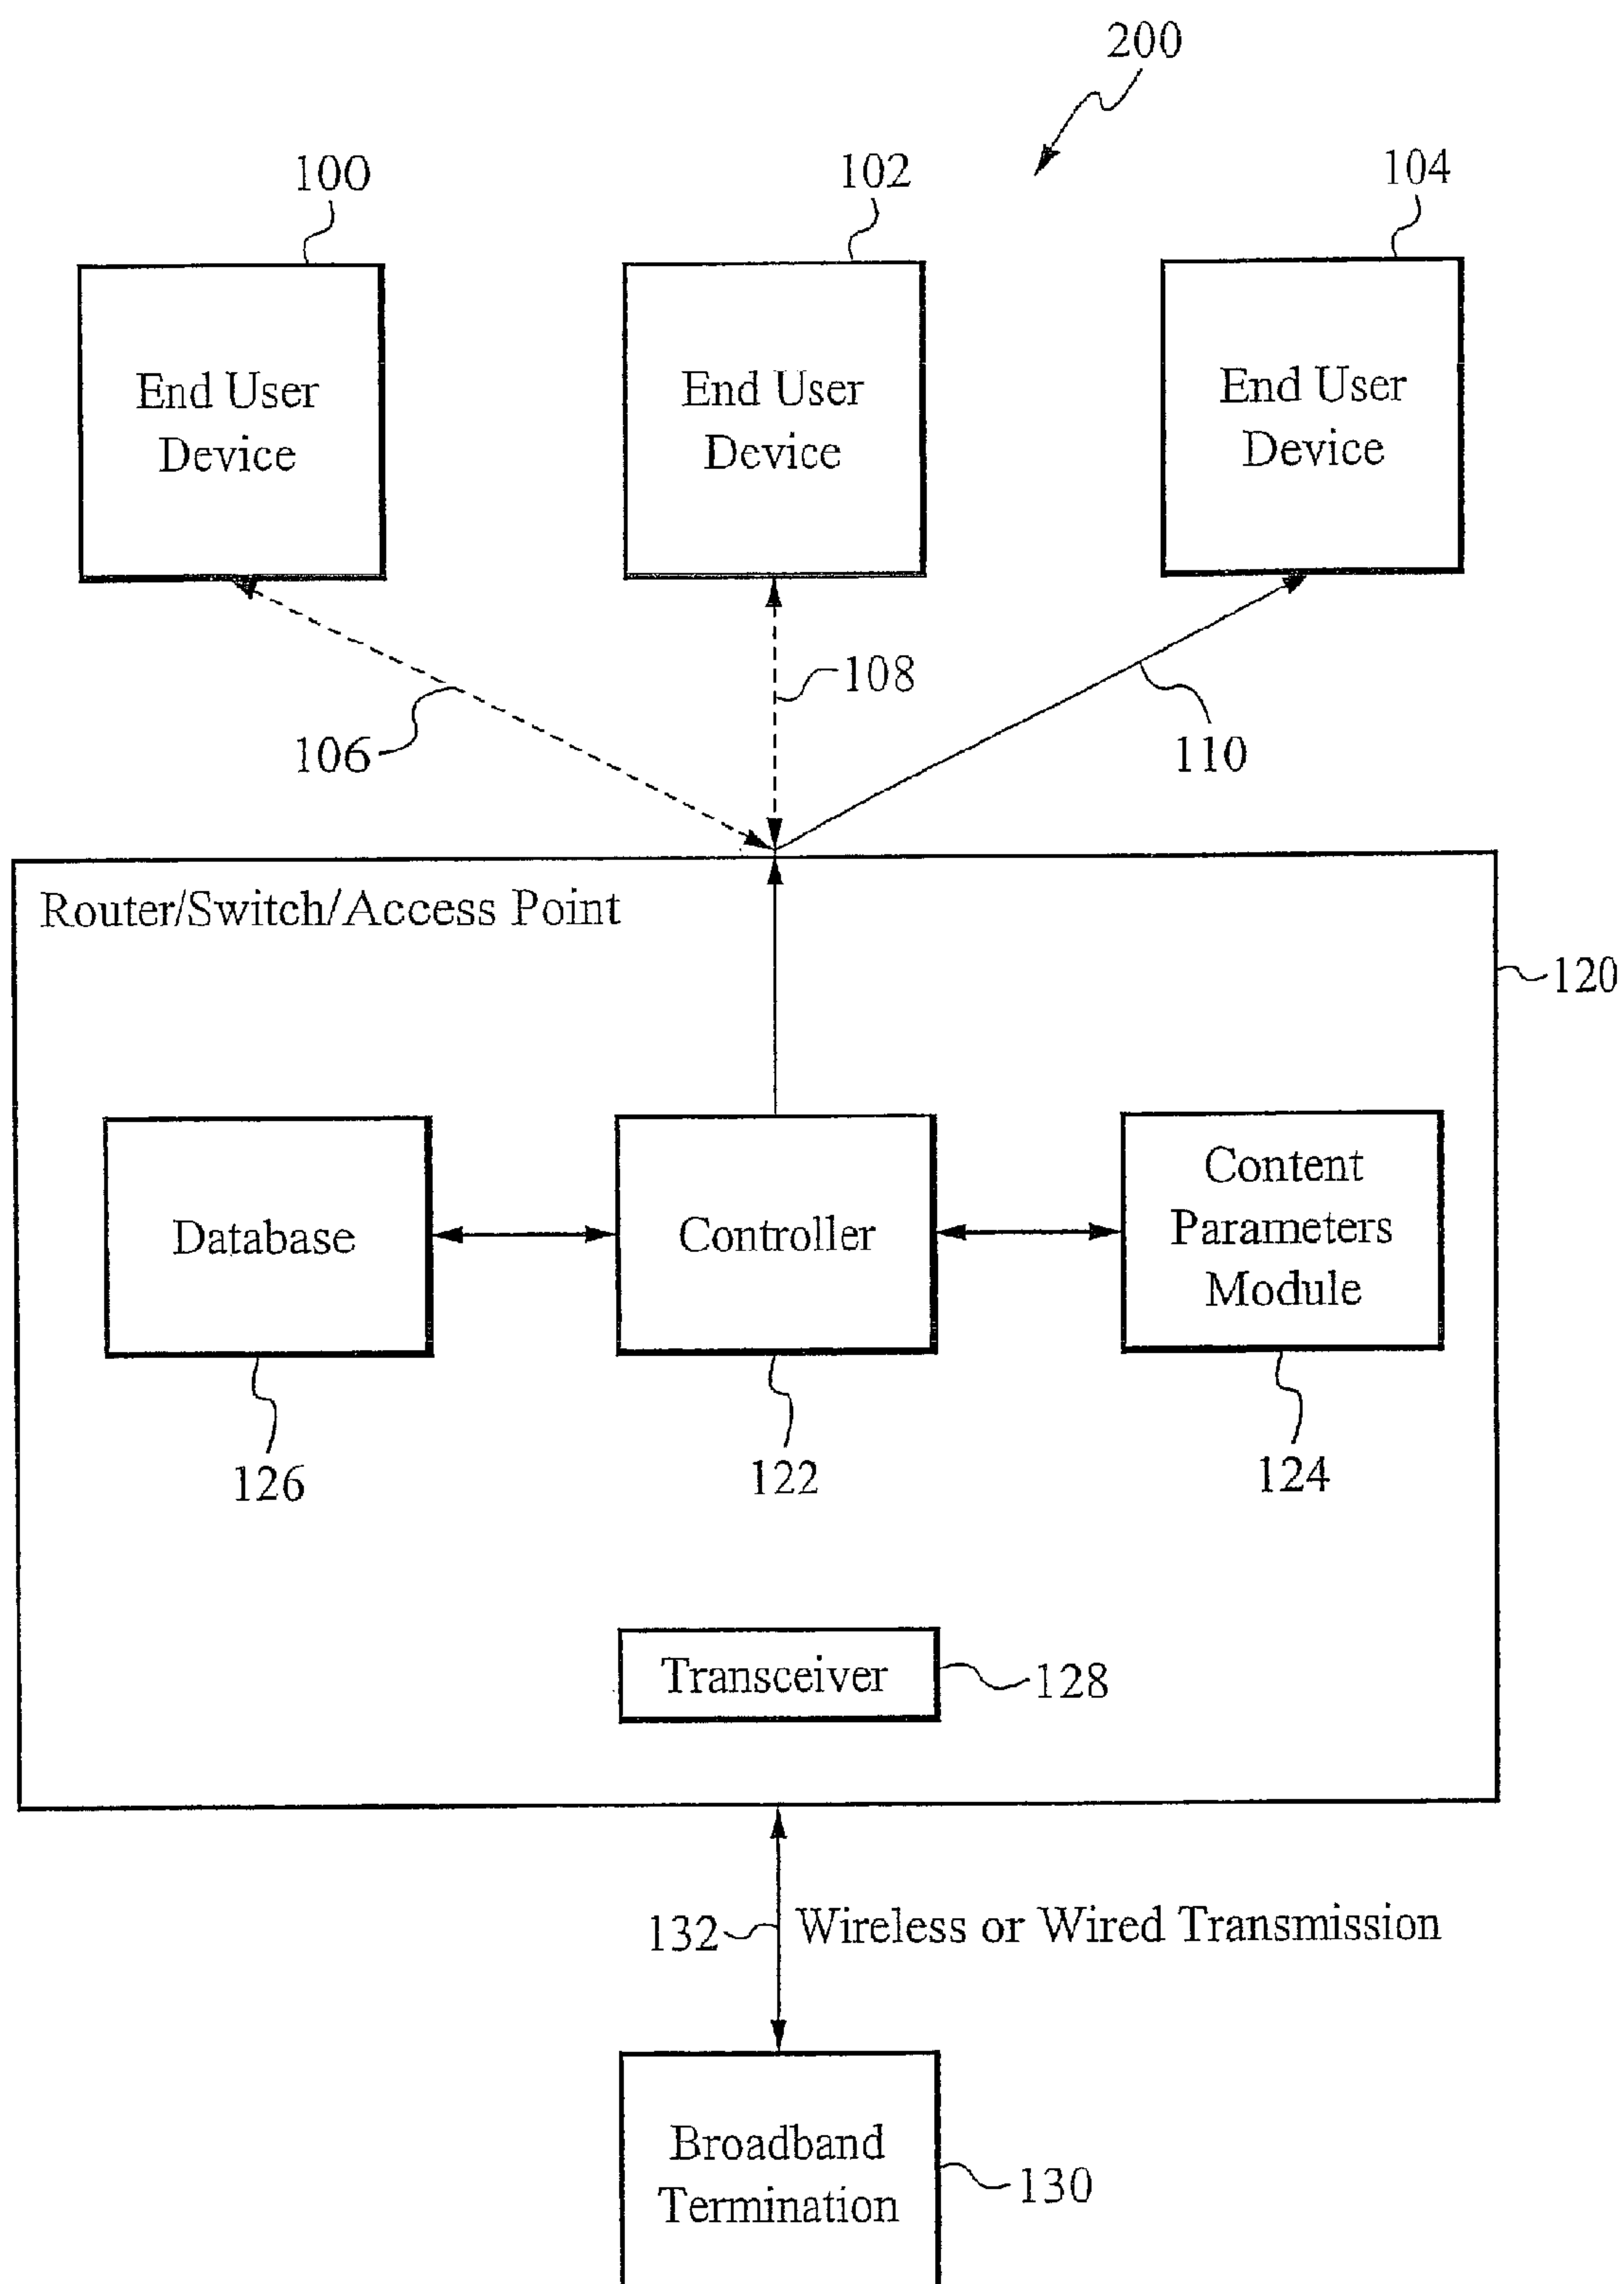 200
100
102
104
End User
Device
End User
Device
End User
Device
106
108
110
Router/Switch/Access Point
120
Database
Controller
Content
Parameters
Module
126
122
124
Transceiver
128
132
Wireless or Wired Transmission
Broadband
Termination
130